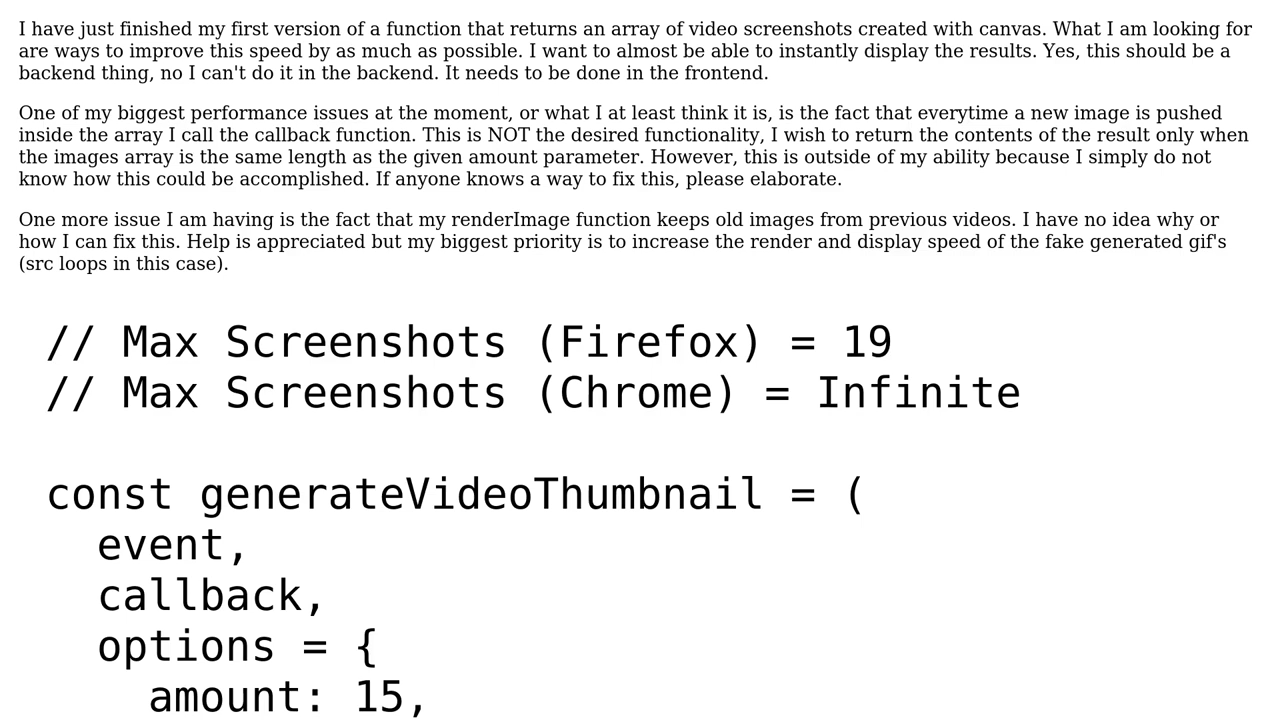 I have just finished my first version of a function that returns an array of video screenshots created with canvas. What I am looking for
are ways to improve this speed by as much as possible. I want to almost be able to instantly display the results. Yes, this should be a
backend thing, no I can't do it in the backend. It needs to be done in the frontend.
One of my biggest performance issues at the moment, or what I at least think it is, is the fact that everytime a new image is pushed
inside the array I call the callback function. This is NOT the desired functionality, I wish to return the contents of the result only when
the images array is the same length as the given amount parameter. However, this is outside of my ability because I simply do not
know how this could be accomplished. If anyone knows a way to fix this, please elaborate.
One more issue I am having is the fact that my renderImage function keeps old images from previous videos. I have no idea why or
how I can fix this. Help is appreciated but my biggest priority is to increase the render and display speed of the fake generated gif's
(src loops in this case).
// Max Screenshots (Firefox) = 19
// Max Screenshots (Chrome) = Infinite
const generateVideoThumbnail = (
event,
callback,
options = {
amount: 15,